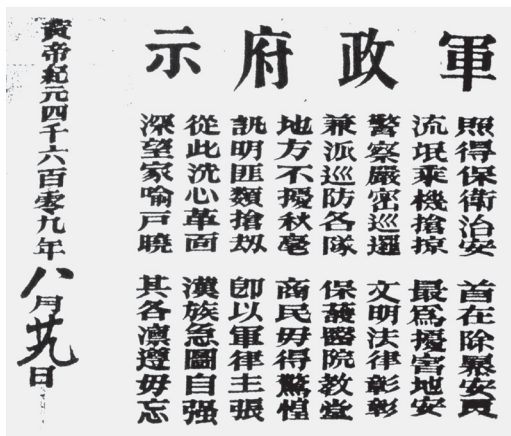 軍政府示
照得保衛治安　首在除暴安良
流氓乘機搶掠　最爲擾害地安
警察嚴密巡邏　文明法律彰彰
兼派巡防各隊　保護醫院教堂
地方不擾秋毫　商民毋得驚惶
訊明匪類搶刼　卽以軍律主張
從此洗心革面　漢族急圖自强
深望家喻戶曉　其各凛遵毋忘
黃帝紀元四千六百零九年八月廿九日